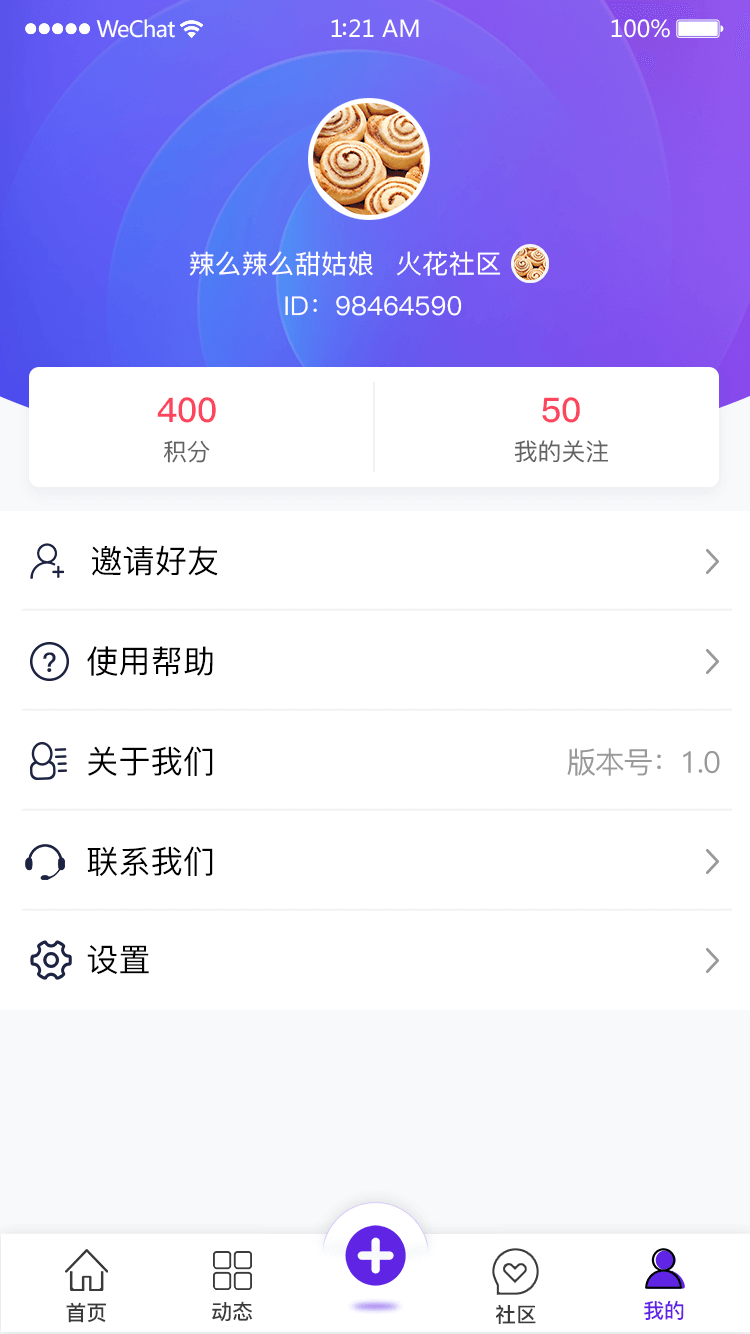 WeChat 1:21 AM 100%
辣么辣么甜姑娘 火花社区
ID：98464590
400 50
积分 我的关注
邀请好友
使用帮助
关于我们 版本号：1.0
联系我们
设置
首页 动态 社区 我的